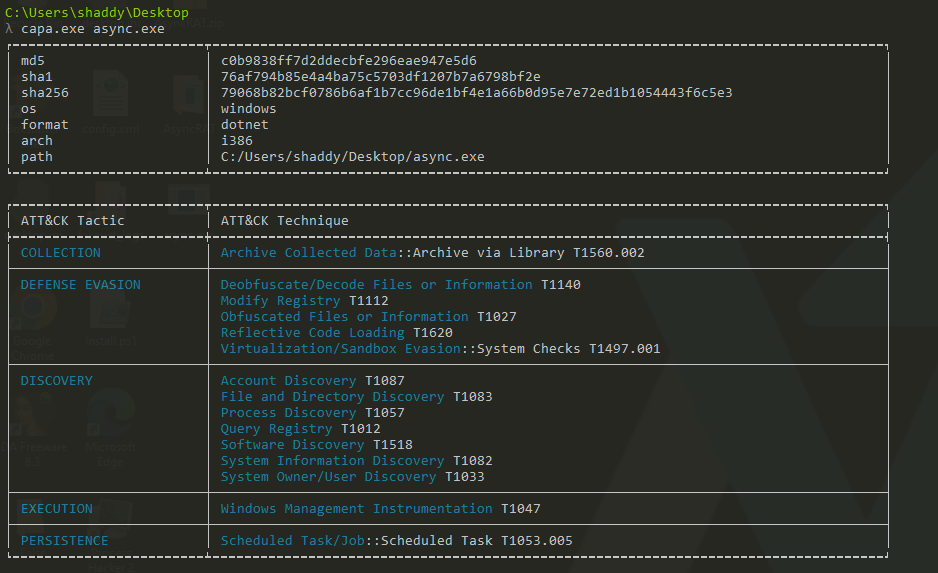 C:\Users\shaddy\Desktop
λ capa.exe async.exe
md5 c0b9838ff7d2ddecbfe296eae947e5d6
sha1 76af794b85e4a4ba75c5703df1207b7a6798bf2e
sha256 79068b82bcf0786b6af1b7cc96de1bf4e1a66b0d95e7e72ed1b1054443f6c5e3
os windows
format dotnet
arch i386
path C:/Users/shaddy/Desktop/async.exe
ATT&CK Tactic ATT&CK Technique
COLLECTION Archive Collected Data::Archive via Library T1560.002
DEFENSE EVASION Deobfuscate/Decode Files or Information T1140
Modify Registry T1112
Obfuscated Files or Information T1027
Reflective Code Loading T1620
Virtualization/Sandbox Evasion::System Checks T1497.001
DISCOVERY Account Discovery T1087
File and Directory Discovery T1083
Process Discovery T1057
Query Registry T1012
Software Discovery T1518
System Information Discovery T1082
System Owner/User Discovery T1033
EXECUTION Windows Management Instrumentation T1047
PERSISTENCE Scheduled Task/Job::Scheduled Task T1053.005